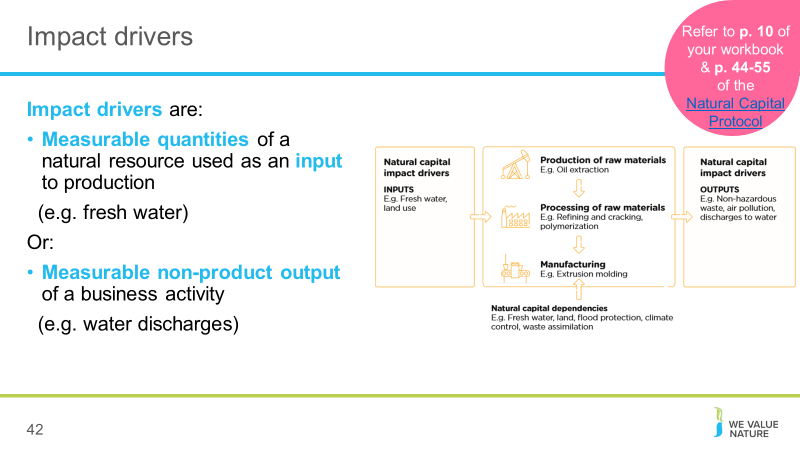 Impact drivers
Refer to p. 10 of
your workbook
& p. 44-55
of the
Natural Capital
Protocol
Impact drivers are:
• Measurable quantities of a
natural resource used as an input
to production
(e.g. fresh water)
Or:
• Measurable non-product output
of a business activity
(e.g. water discharges)
Natural capital
impact drivers
INPUTS
E.g. Fresh water,
land use
Production of raw materials
E.g. Oil extraction
Processing of raw materials
E.g. Refining and cracking,
polymerization
Manufacturing
E.g. Extrusion molding
Natural capital
impact drivers
OUTPUTS
E.g. Non-hazardous
waste, air pollution,
discharges to water
Natural capital dependencies
E.g. Fresh water, land, flood protection, climate
control, waste assimilation
42
WE VALUE
NATURE